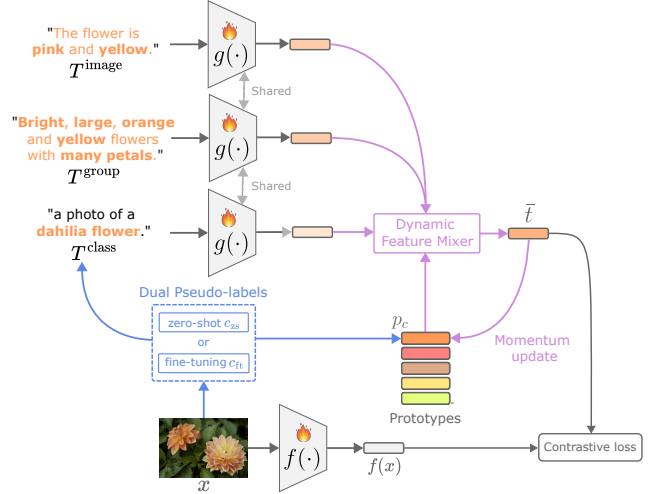 "The flower is
pink and yellow."
T^image
g(·)
Shared
"Bright, large, orange
and yellow flowers
with many petals."
T^group
g(·)
Shared
"a photo of a
dahilia flower."
T^class
g(·)
Dynamic
Feature Mixer
t̅
Dual Pseudo-labels
zero-shot c_zs
or
fine-tuning c_ft
p_c
Momentum
update
Prototypes
x
f(·)
f(x)
Contrastive loss